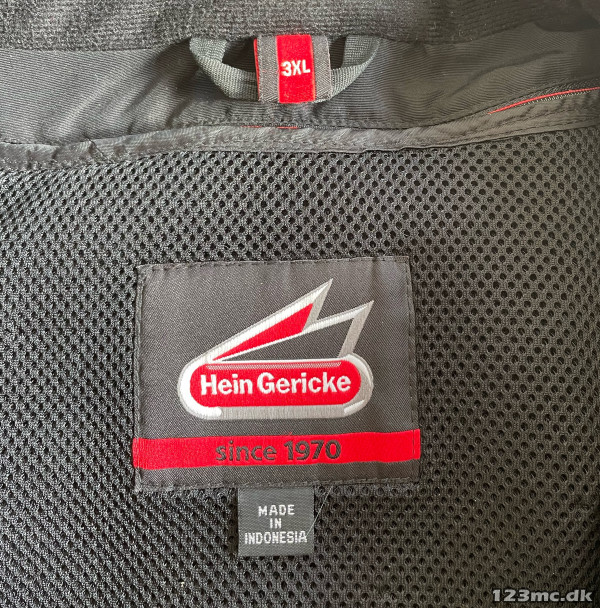 3XL
Hein Gericke
since 1970
MADE
IN
INDONESIA
123mc.dk